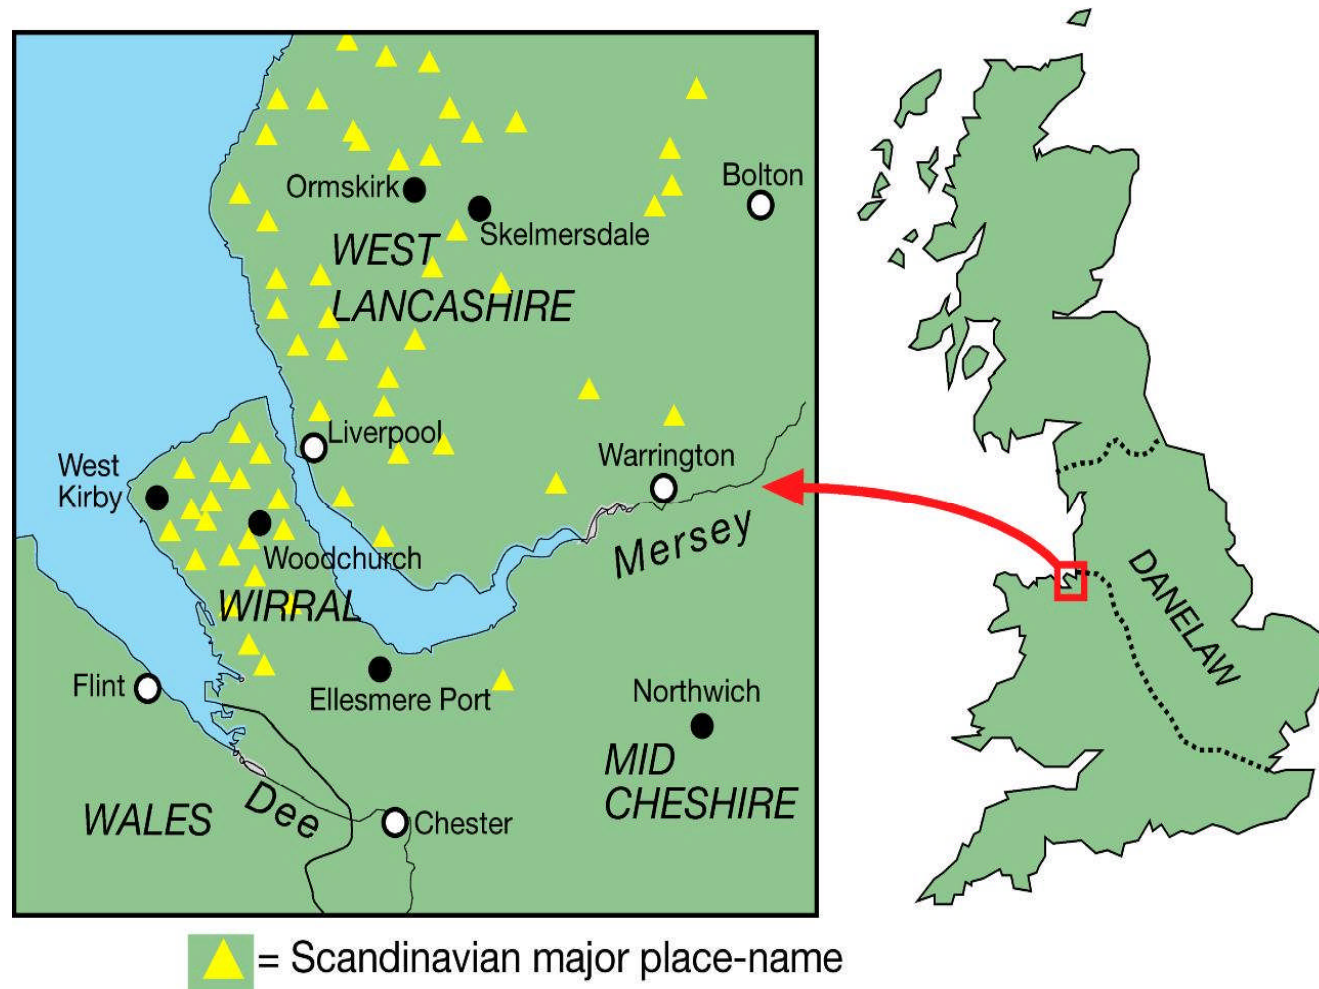 Ormskirk
Bolton
Skelmersdale
WEST
LANCASHIRE
Liverpool
West
Kirby
Warrington
Woodchurch
Mersey
WIRRAL
Flint
Ellesmere Port
Northwich
MID
CHESHIRE
Dee
WALES
Chester
DANELAW
= Scandinavian major place-name